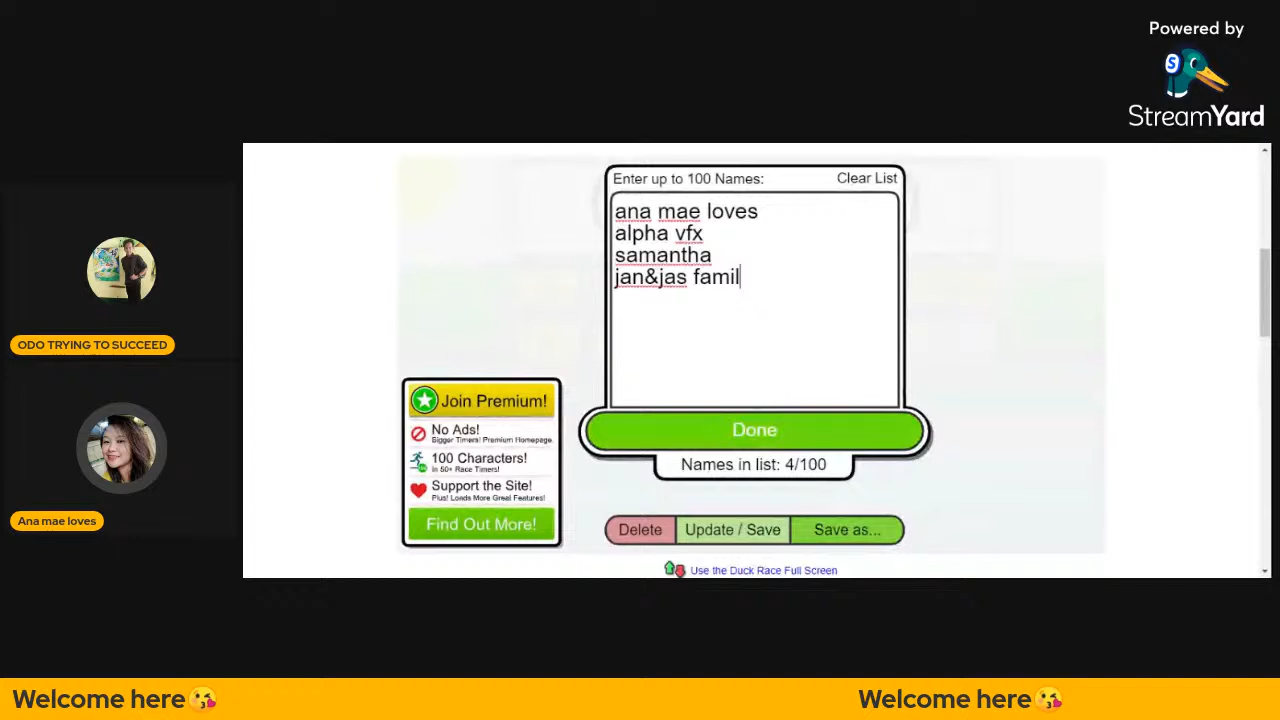 Powered by
StreamYard
Enter up to 100 Names:
Clear List
ana mae loves
alpha vfx
samantha
jan&jas famil
ODO TRYING TO SUCCEED
Ana mae loves
Join Premium!
No Ads!
Bigger Timers! Premium Homepage.
100 Characters!
In 50+ Race Timers!
Support the Site!
Plus! Loads More Great Features!
Find Out More!
Done
Names in list: 4/100
Delete
Update / Save
Save as...
Use the Duck Race Full Screen
Welcome here😘
Welcome here😘